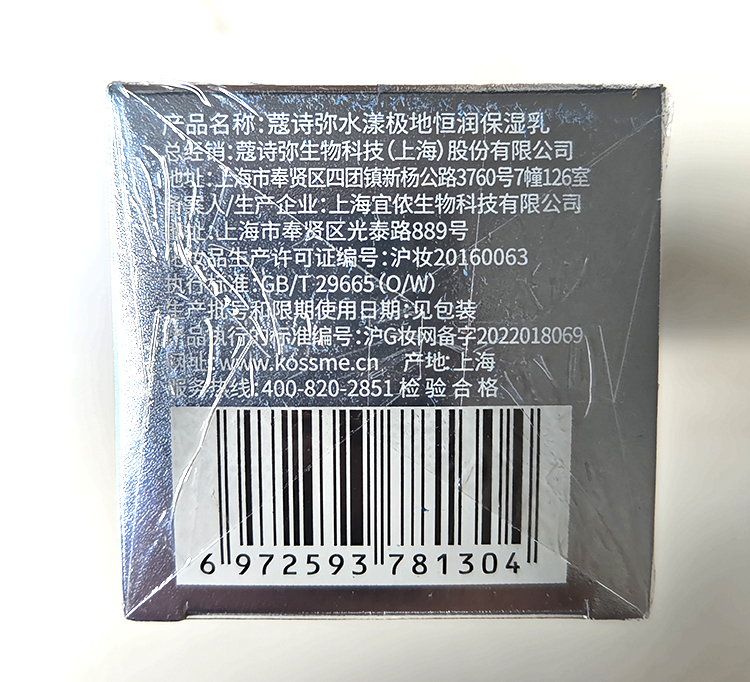 产品名称:蔻诗弥水漾极地恒润保湿乳
总经销:蔻诗弥生物科技(上海)股份有限公司
地址:上海市奉贤区四团镇新杨公路3760号7幢126室
备案人/生产企业:上海宜侬生物科技有限公司
地址:上海市奉贤区光泰路889号
化妆品生产许可证编号:沪妆20160063
执行标准:GB/T 29665(O/W)
生产批号和限期使用日期:见包装
产品执行的标准编号:沪G妆网备字2022018069
网址:www.kossme.cn 产地:上海
服务热线:400-820-2851 检验合格
6 972593 781304